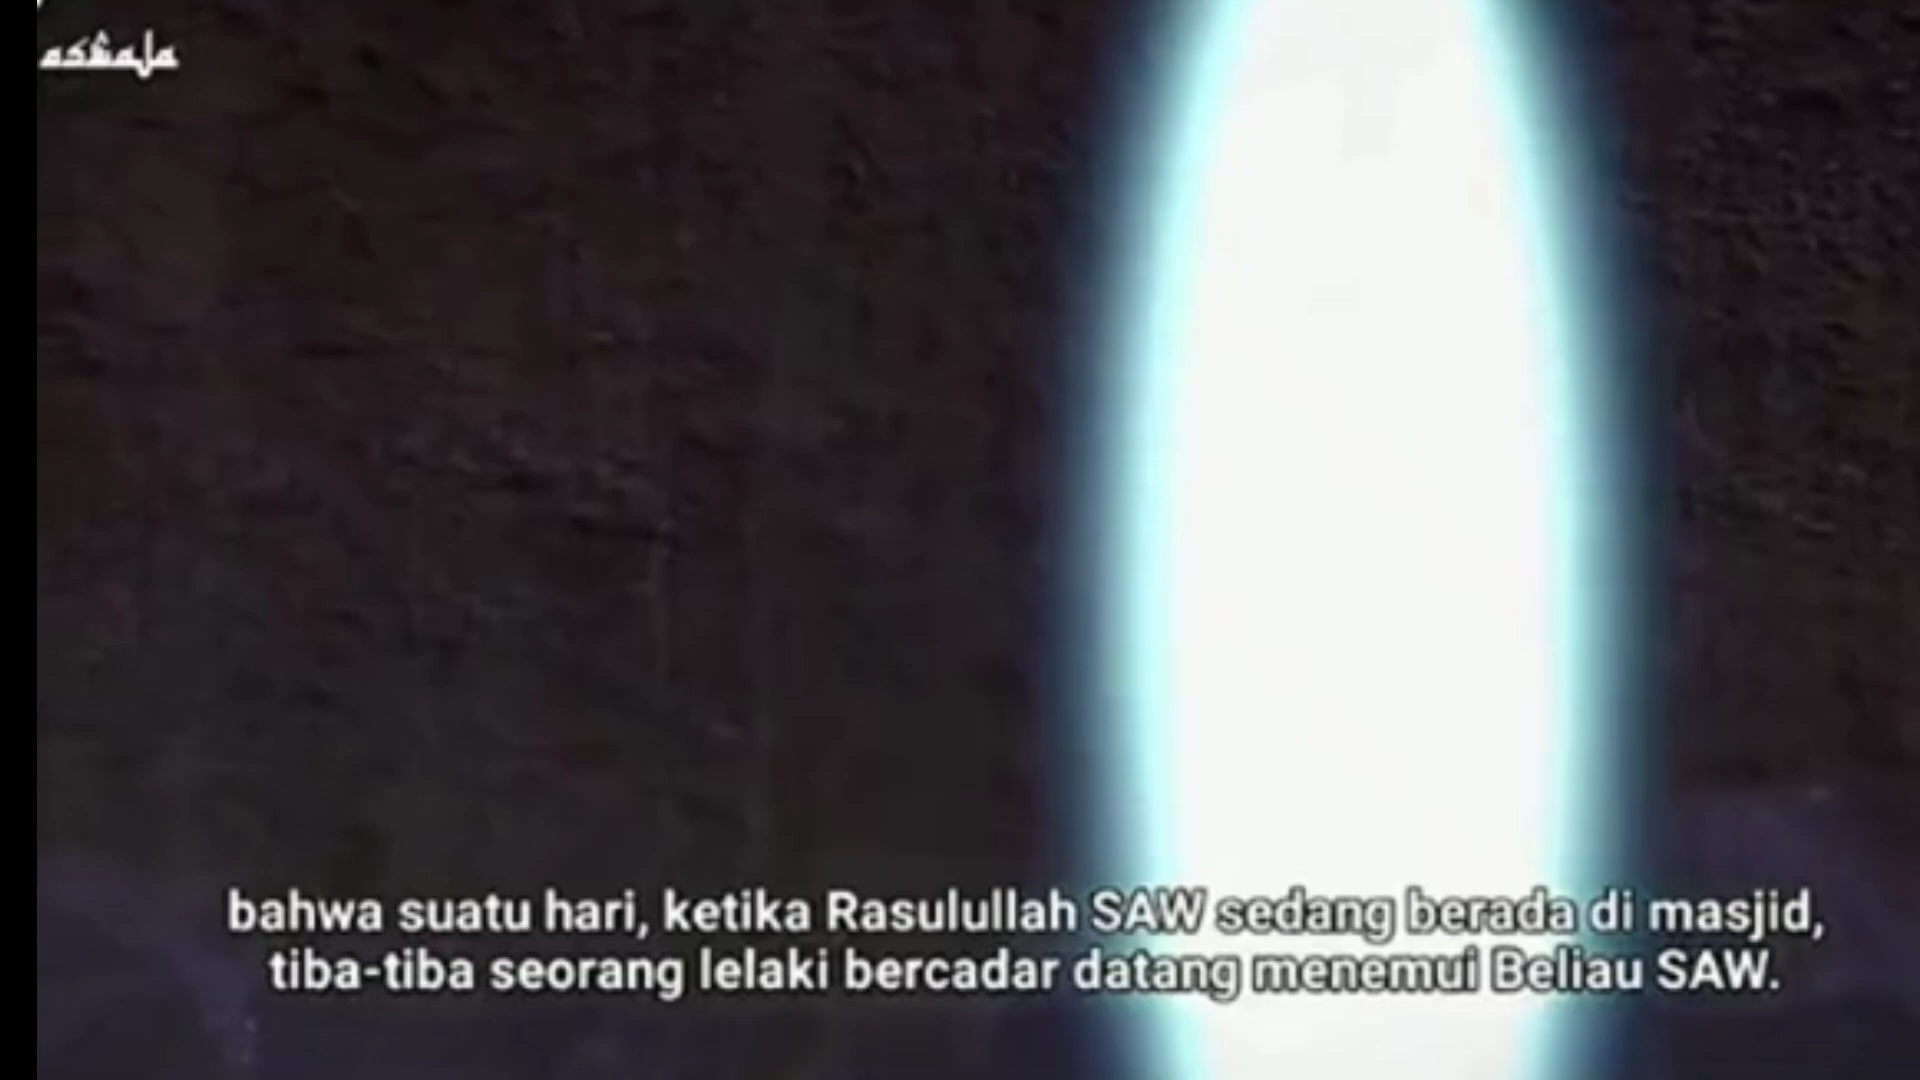 aswaja
bahwa suatu hari, ketika Rasulullah SAW sedang berada di masjid,
tiba-tiba seorang lelaki bercadar datang menemui Beliau SAW.